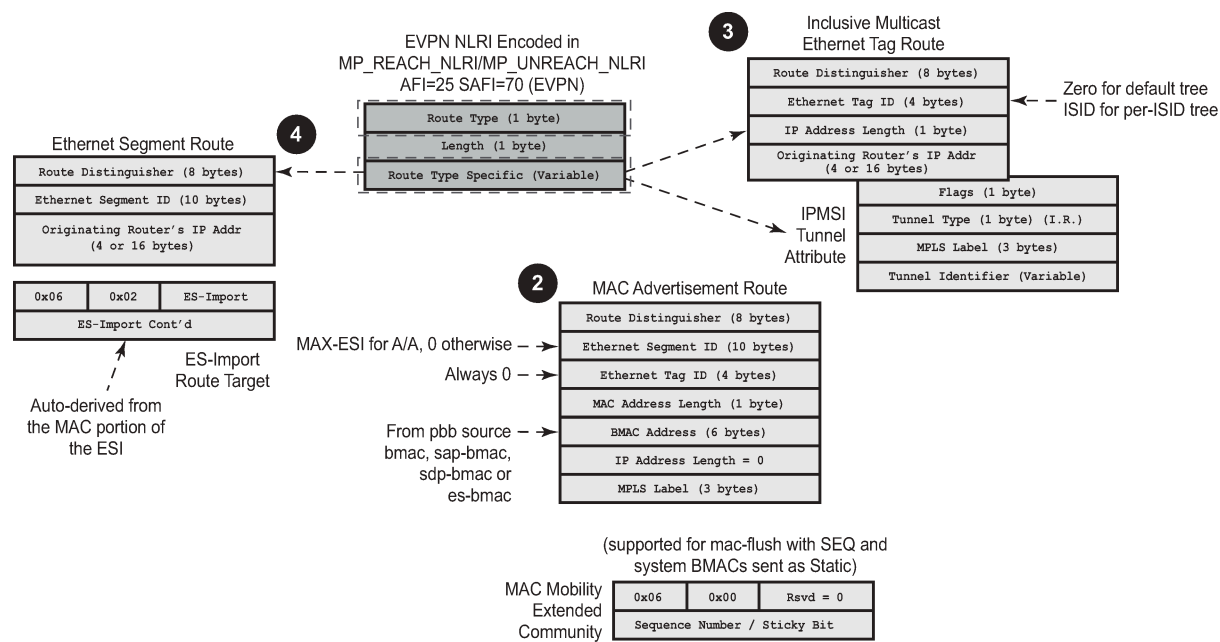 EVPN NLRI Encoded in
MP_REACH_NLRI/MP_UNREACH_NLRI
AFI=25 SAFI=70 (EVPN)
Route Type (1 byte)
Length (1 byte)
Route Type Specific (Variable)
4
Ethernet Segment Route
Route Distinguisher (8 bytes)
Ethernet Segment ID (10 bytes)
Originating Router's IP Addr
(4 or 16 bytes)
0x06
0x02
ES-Import
ES-Import Cont'd
ES-Import
Route Target
Auto-derived from
the MAC portion of
the ESI
3
Inclusive Multicast
Ethernet Tag Route
Route Distinguisher (8 bytes)
Ethernet Tag ID (4 bytes)
IP Address Length (1 byte)
Originating Router's IP Addr
(4 or 16 bytes)
Zero for default tree
ISID for per-ISID tree
IPMSI
Tunnel
Attribute
Flags (1 byte)
Tunnel Type (1 byte) (I.R.)
MPLS Label (3 bytes)
Tunnel Identifier (Variable)
2
MAC Advertisement Route
Route Distinguisher (8 bytes)
Ethernet Segment ID (10 bytes)
Ethernet Tag ID (4 bytes)
MAC Address Length (1 byte)
BMAC Address (6 bytes)
IP Address Length = 0
MPLS Label (3 bytes)
MAX-ESI for A/A, 0 otherwise
Always 0
From pbb source
bmac, sap-bmac,
sdp-bmac or
es-bmac
(supported for mac-flush with SEQ and
system BMACs sent as Static)
MAC Mobility
Extended
Community
0x06
0x00
Rsvd = 0
Sequence Number / Sticky Bit